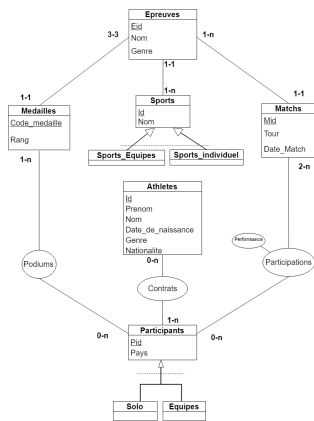 Epreuves
Eid
Nom
Genre
3-3
1-n
1-1
1-1
1-n
1-1
Medailles
Code_medaille
Rang
Sports
Id
Nom
Matchs
Mid
Tour
Date_Match
1-n
Sports_Equipes
Sports_individuel
2-n
Athletes
Id
Prenom
Nom
Date_de_naissance
Genre
Nationalite
Performance
0-n
Podiums
Contrats
Participations
1-n
0-n
0-n
Participants
Pid
Pays
Solo
Equipes